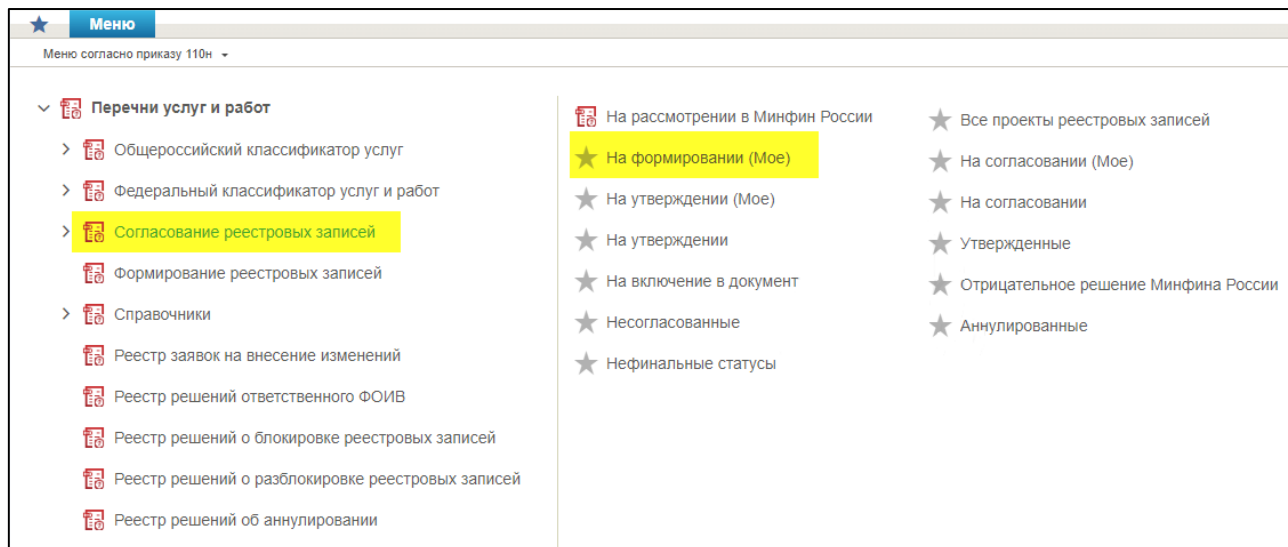 Меню
Меню согласно приказу 110н
Перечни услуг и работ
Общероссийский классификатор услуг
Федеральный классификатор услуг и работ
Согласование реестровых записей
Формирование реестровых записей
Справочники
Реестр заявок на внесение изменений
Реестр решений ответственного ФОИВ
Реестр решений о блокировке реестровых записей
Реестр решений о разблокировке реестровых записей
Реестр решений об аннулировании
На рассмотрении в Минфин России
На формировании (Мое)
На утверждении (Мое)
На утверждении
На включение в документ
Несогласованные
Нефинальные статусы
Все проекты реестровых записей
На согласовании (Мое)
На согласовании
Утвержденные
Отрицательное решение Минфина России
Аннулированные